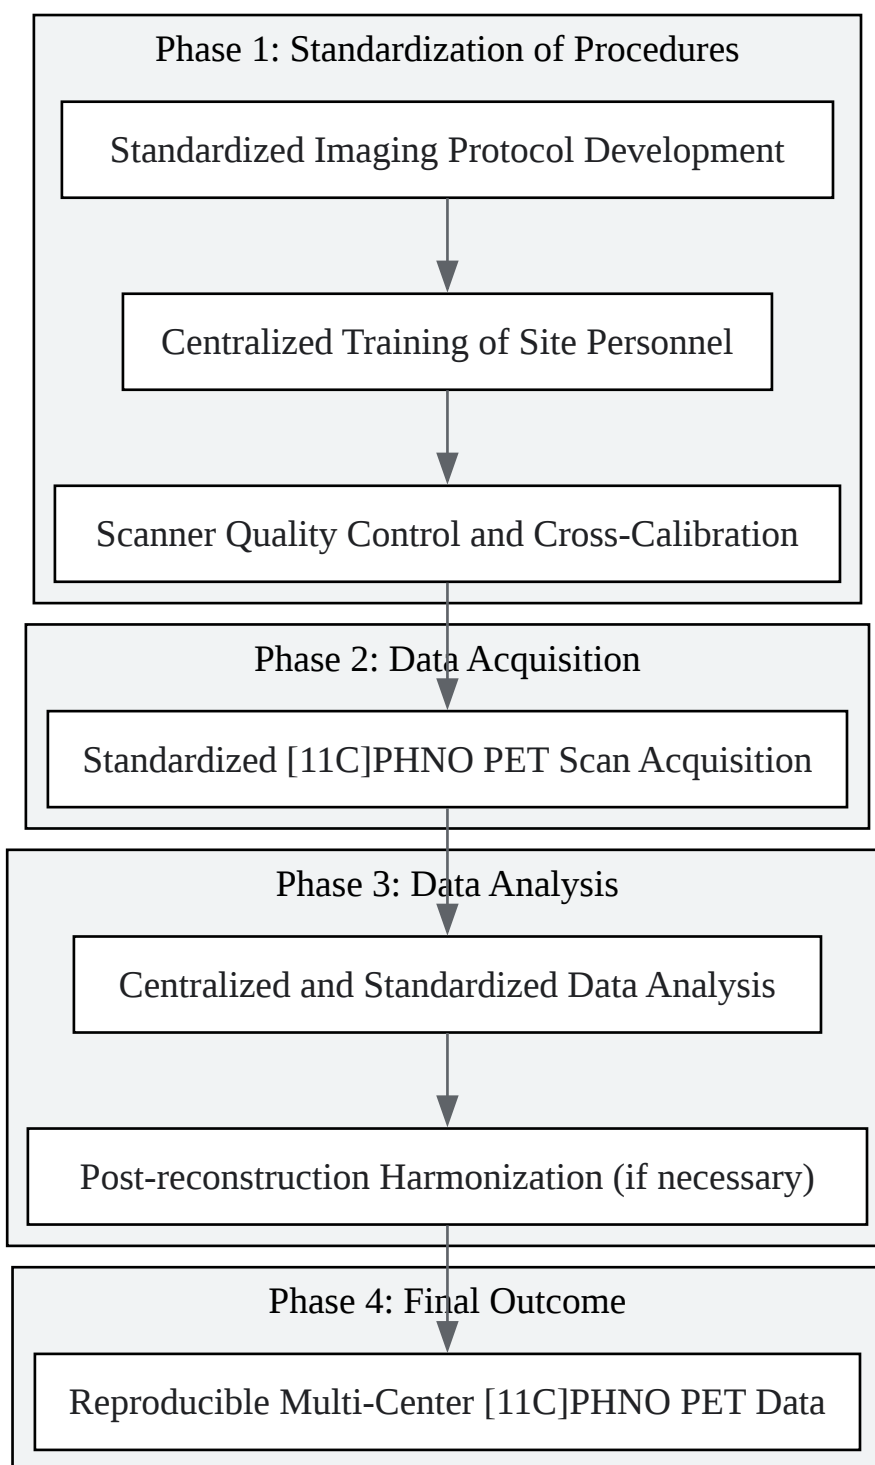 Phase 1: Standardization of Procedures
Standardized Imaging Protocol Development
Centralized Training of Site Personnel
Scanner Quality Control and Cross-Calibration
Phase 2: Data Acquisition
Standardized [11C]PHNO PET Scan Acquisition
Phase 3: Data Analysis
Centralized and Standardized Data Analysis
Post-reconstruction Harmonization (if necessary)
Phase 4: Final Outcome
Reproducible Multi-Center [11C]PHNO PET Data